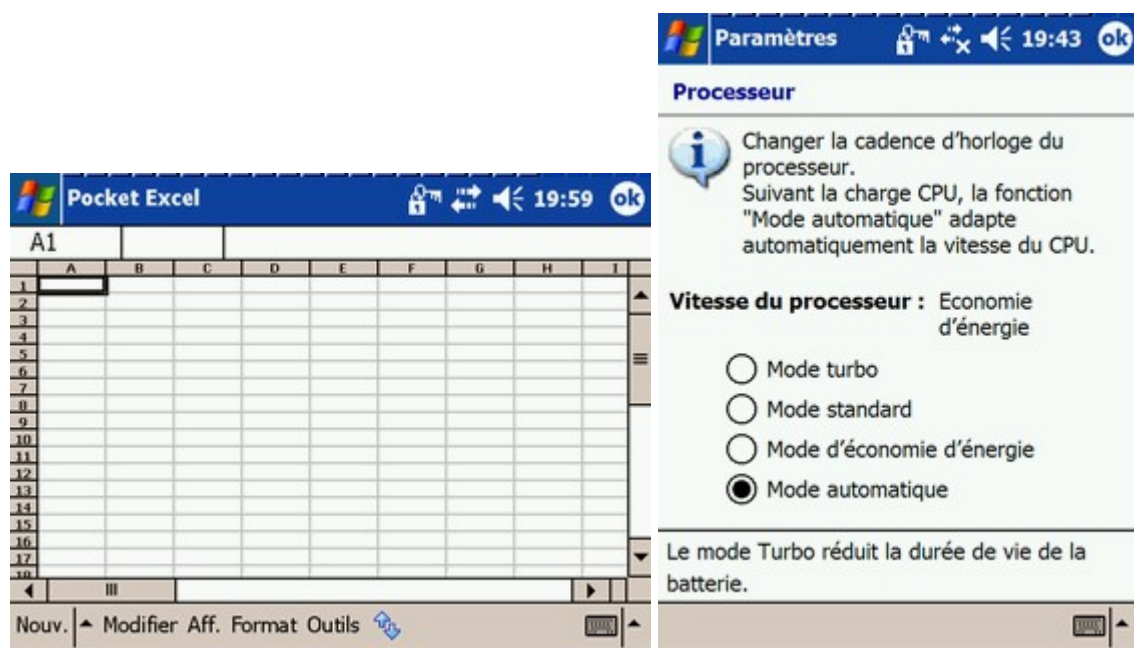 Pocket Excel 19:59 ok
A1
A B C D E F G H I
1
2
3
4
5
6
7
8
9
10
11
12
13
14
15
16
17
18
Nouv. Modifier Aff. Format Outils
Paramètres 19:43 ok
Processeur
Changer la cadence d'horloge du
processeur.
Suivant la charge CPU, la fonction
"Mode automatique" adapte
automatiquement la vitesse du CPU.
Vitesse du processeur : Economie
d'énergie
Mode turbo
Mode standard
Mode d'économie d'énergie
Mode automatique
Le mode Turbo réduit la durée de vie de la
batterie.